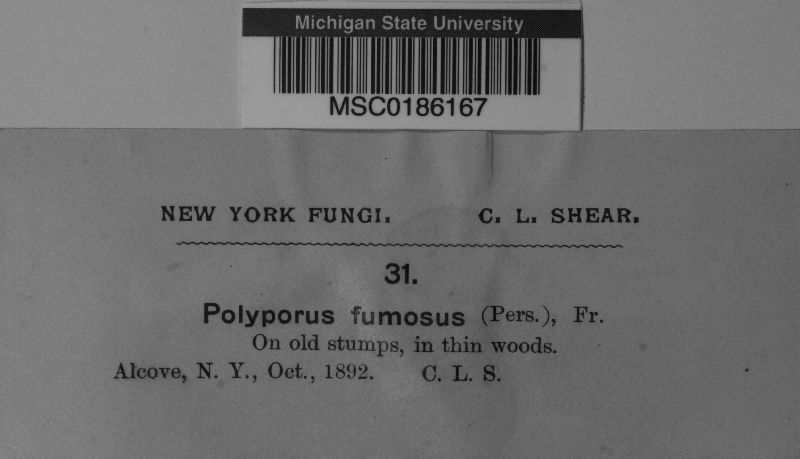 Michigan State University
MSC0186167
NEW YORK FUNGI. C. L. SHEAR.
31.
Polyporus fumosus (Pers.), Fr.
On old stumps, in thin woods.
Alcove, N. Y., Oct., 1892. C. L. S.